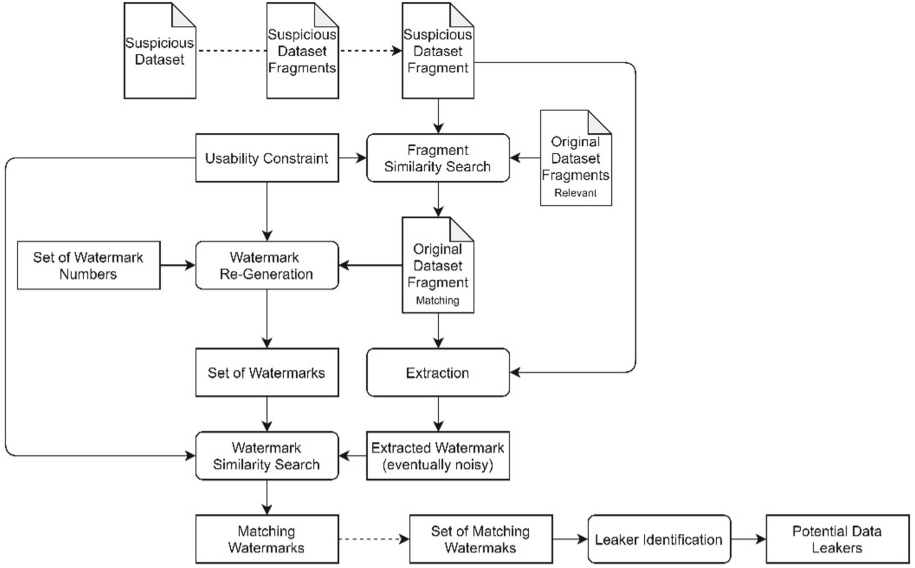 Suspicious
Dataset
Suspicious
Dataset
Fragments
Suspicious
Dataset
Fragment
Usability Constraint
Fragment
Similarity Search
Original
Dataset
Fragments
Relevant
Set of Watermark
Numbers
Watermark
Re-Generation
Original
Dataset
Fragment
Matching
Set of Watermarks
Extraction
Watermark
Similarity Search
Extracted Watermark
(eventually noisy)
Matching
Watermarks
Set of Matching
Watermaks
Leaker Identification
Potential Data
Leakers